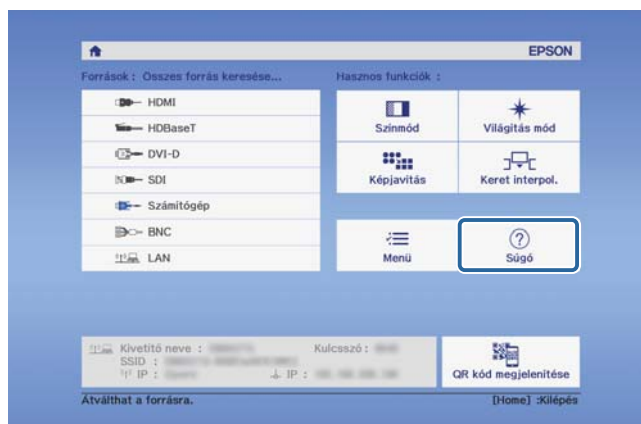 EPSON
Források : Összes forrás keresése...
Hasznos funkciók :
HDMI
HDBaseT
DVI-D
SDI
Számítógép
BNC
LAN
Színmód
Világítás mód
Képjavítás
Keret interpol.
Menü
Súgó
Kivetítő neve :
Kulcsszó :
SSID :
IP :
IP :
QR kód megjelenítése
Átválthat a forrásra.
[Home] :Kilépés